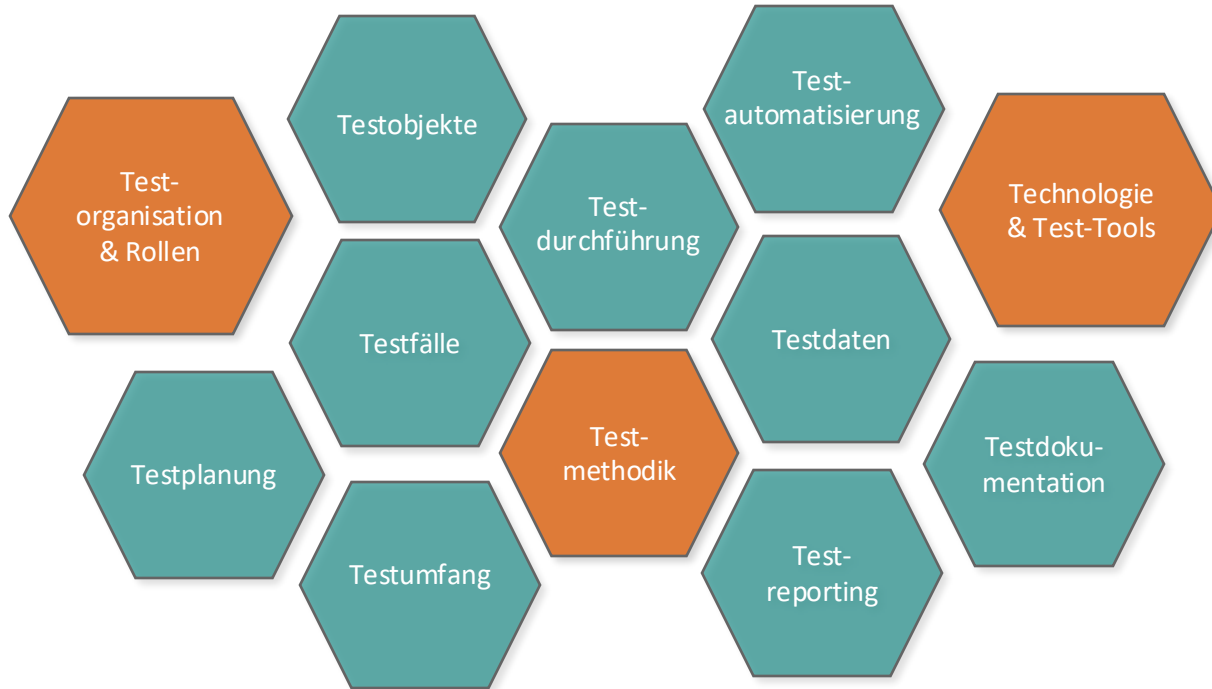 Test-
organisation
& Rollen
Testobjekte
Test-
durchführung
Test-
automatisierung
Technologie
& Test-Tools
Testfälle
Testdaten
Testplanung
Test-
methodik
Testdoku-
mentation
Testumfang
Test-
reporting